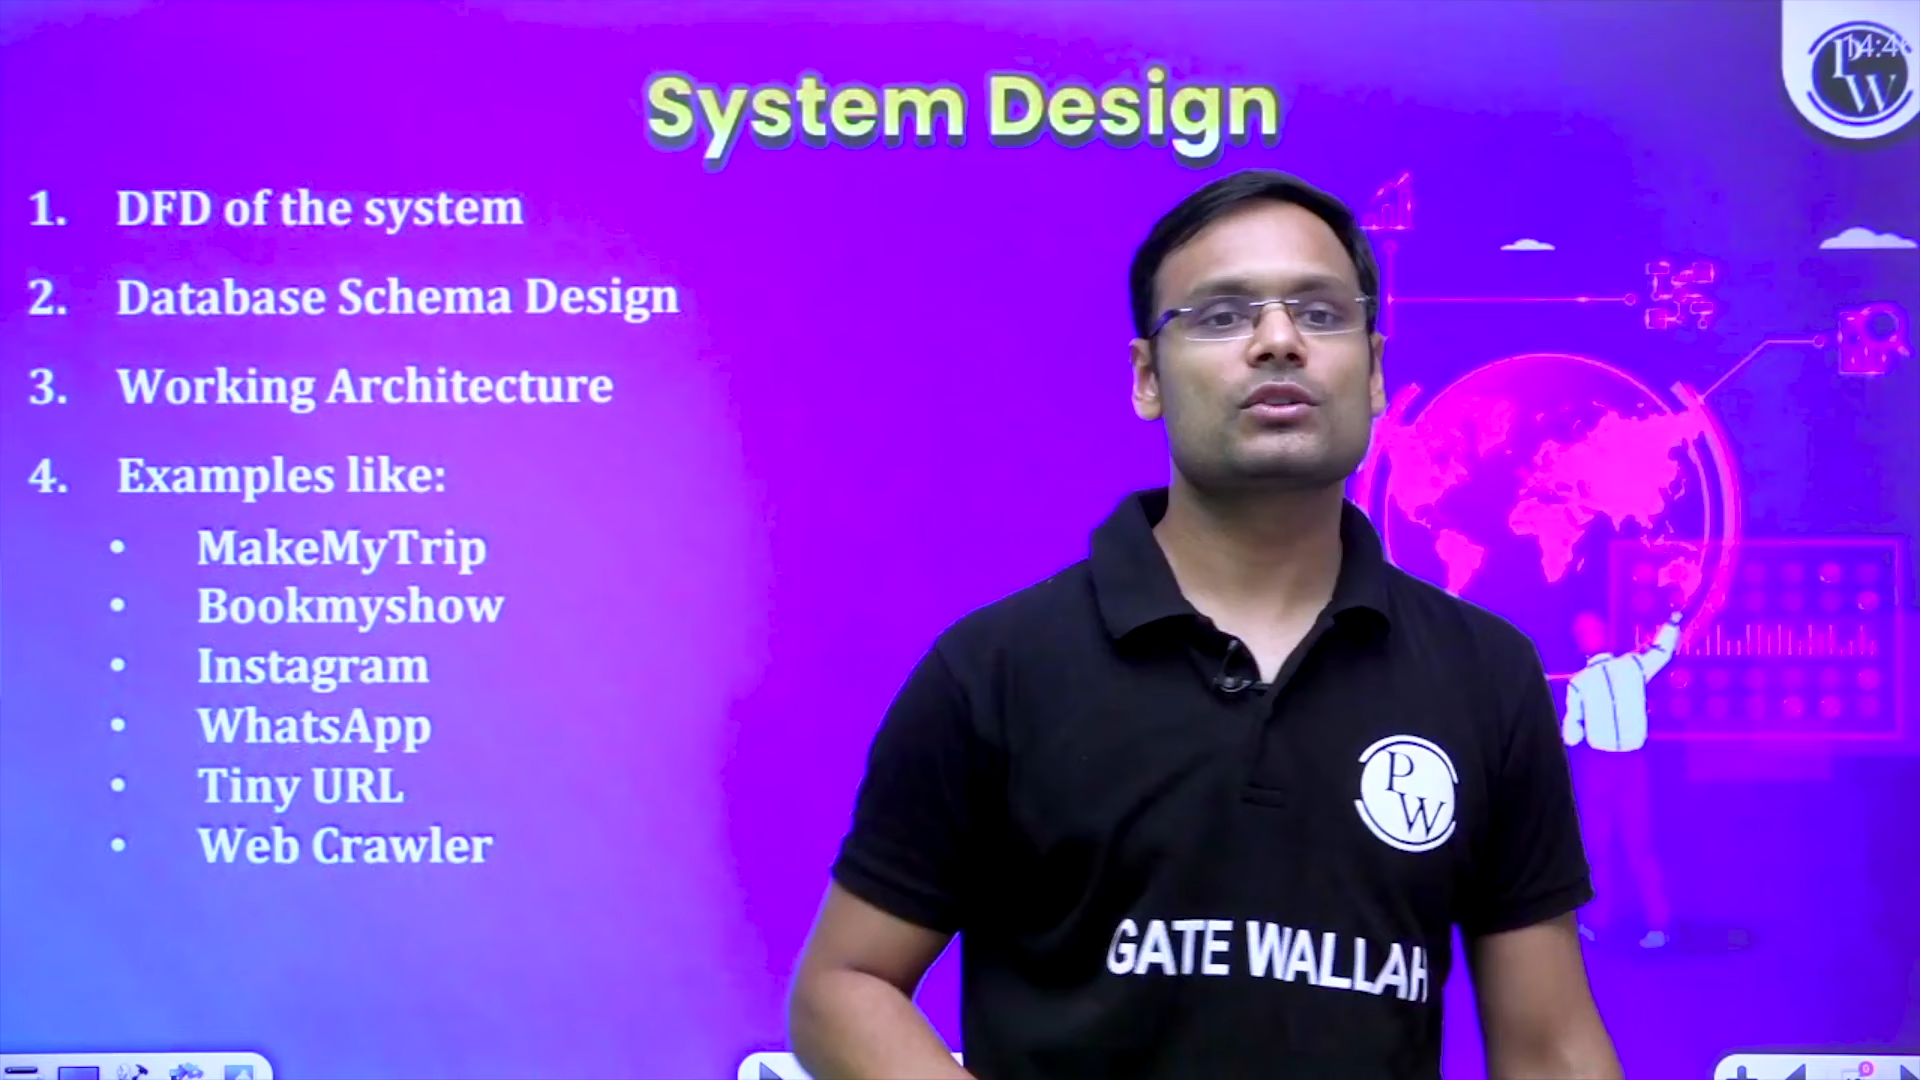 System Design
1. DFD of the system
2. Database Schema Design
3. Working Architecture
4. Examples like:
• MakeMyTrip
• Bookmyshow
• Instagram
• WhatsApp
• Tiny URL
• Web Crawler
PW
GATE WALLAH
PW